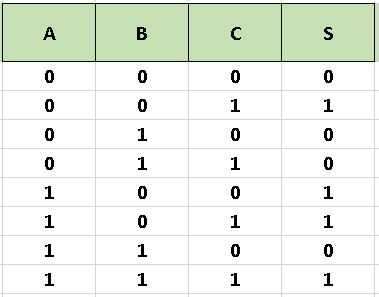 A B C S
0 0 0 0
0 0 1 1
0 1 0 0
0 1 1 0
1 0 0 1
1 0 1 1
1 1 0 0
1 1 1 1